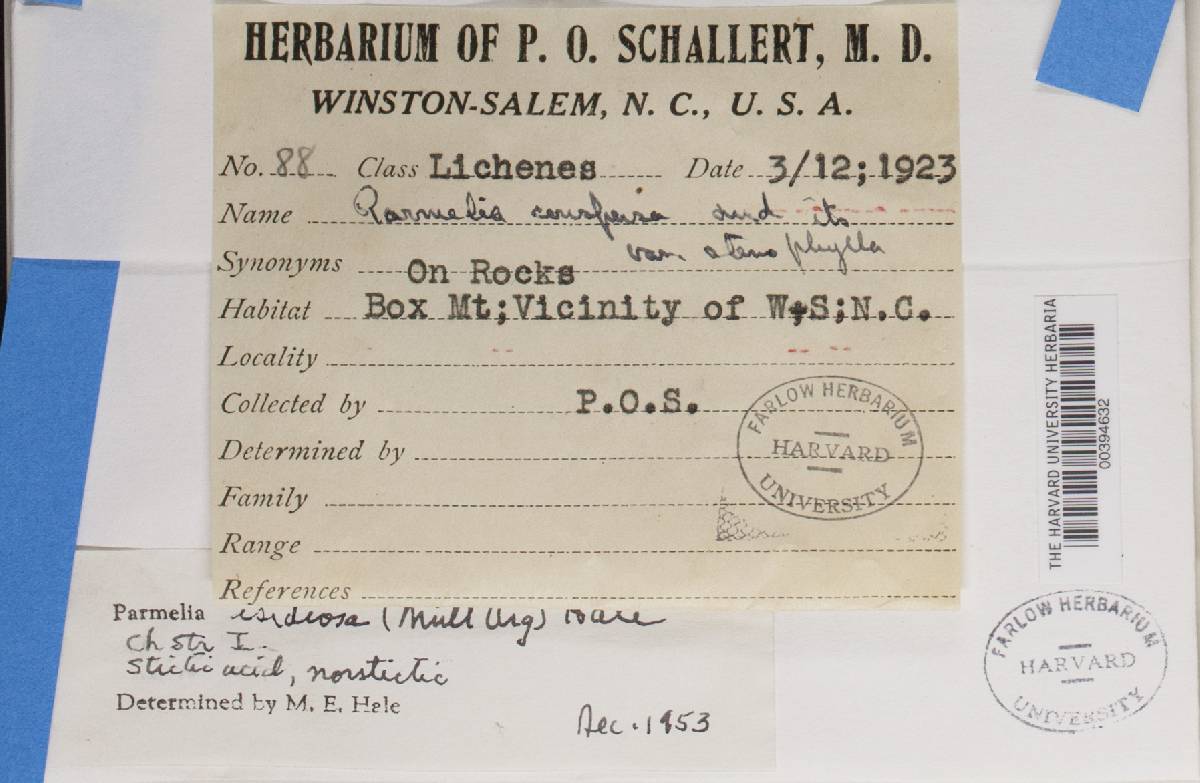 HERBARIUM OF P. O. SCHALLERT, M. D.
WINSTON-SALEM, N. C., U. S. A.
No. 88 Class Lichenes Date 3/12; 1923
Name Parmelia conspersa and its
var. stenophylla
Synonyms
On Rocks
Habitat Box Mt; Vicinity of W-S; N.C.
Locality
Collected by P.O.S.
Determined by
Family
Range
References
FARLOW HERBARIUM
HARVARD
UNIVERSITY
THE HARVARD UNIVERSITY HERBARIA
00394632
Parmelia isidiosa (Müll Arg) Hale
Ch str I.
Stictic acid, norstictic
Determined by M. E. Hale
Dec. 1953
FARLOW HERBARIUM
HARVARD
UNIVERSITY